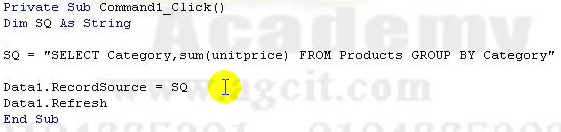 Private Sub Command1_Click()
Dim SQ As String
SQ = "SELECT Category,sum(unitprice) FROM Products GROUP BY Category"
Data1.RecordSource = SQ
Data1.Refresh
End Sub